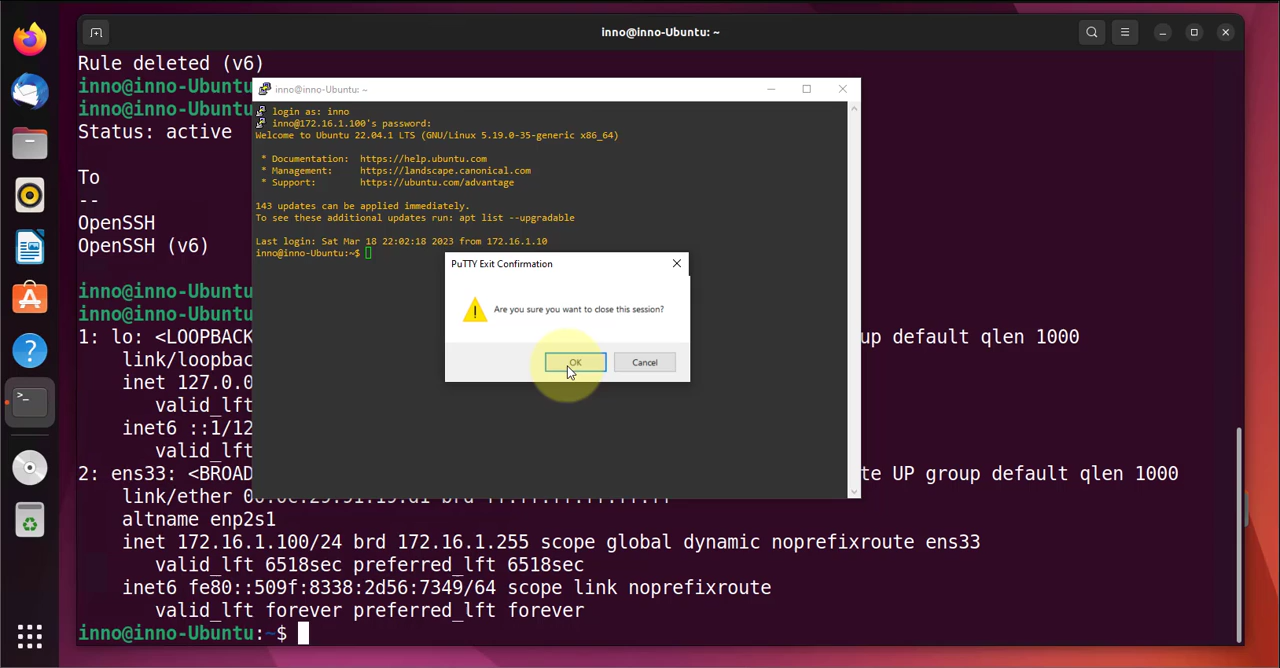 inno@inno-Ubuntu: ~
Rule deleted (v6)
inno@inno-Ubuntu
inno@inno-Ubuntu
Status: active
To
--
OpenSSH
OpenSSH (v6)
inno@inno-Ubuntu
inno@inno-Ubuntu
1: lo: <LOOPBACK up group default qlen 1000
link/loopbac
inet 127.0.0
valid_lft
inet6 ::1/12
valid_lft
2: ens33: <BROAD te UP group default qlen 1000
link/ether
altname enp2s1
inet 172.16.1.100/24 brd 172.16.1.255 scope global dynamic noprefixroute ens33
valid_lft 6518sec preferred_lft 6518sec
inet6 fe80::509f:8338:2d56:7349/64 scope link noprefixroute
valid_lft forever preferred_lft forever
inno@inno-Ubuntu:~$
inno@inno-Ubuntu: ~
login as: inno
inno@172.16.1.100's password:
Welcome to Ubuntu 22.04.1 LTS (GNU/Linux 5.19.0-35-generic x86_64)
* Documentation: https://help.ubuntu.com
* Management: https://landscape.canonical.com
* Support: https://ubuntu.com/advantage
143 updates can be applied immediately.
To see these additional updates run: apt list --upgradable
Last login: Sat Mar 18 22:02:18 2023 from 172.16.1.10
inno@inno-Ubuntu:~$
PuTTY Exit Confirmation
Are you sure you want to close this session?
OK Cancel